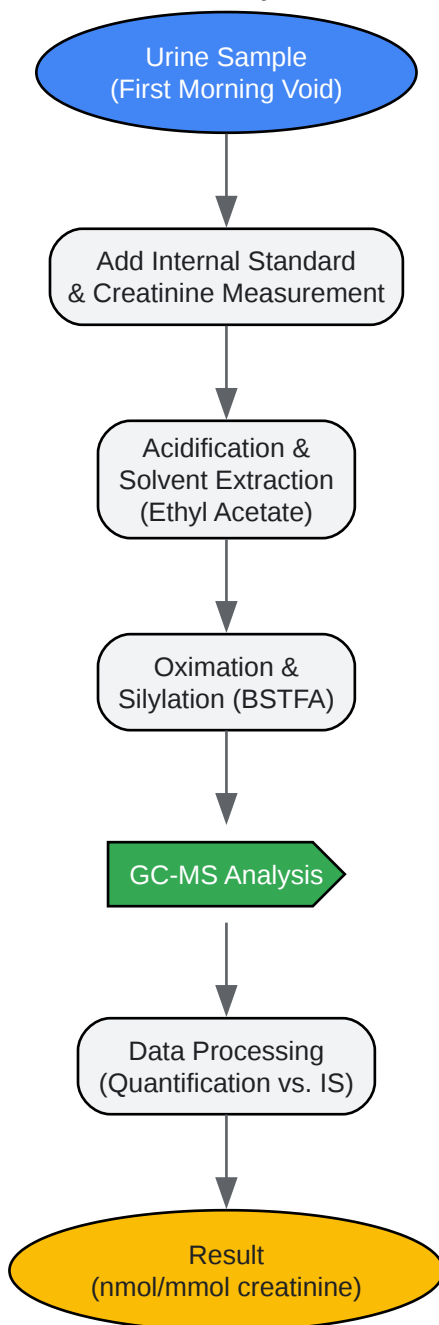 Urine Sample
(First Morning Void)
Add Internal Standard
& Creatinine Measurement
Acidification &
Solvent Extraction
(Ethyl Acetate)
Oximation &
Silylation (BSTFA)
GC-MS Analysis
Data Processing
(Quantification vs. IS)
Result
(nmol/mmol creatinine)